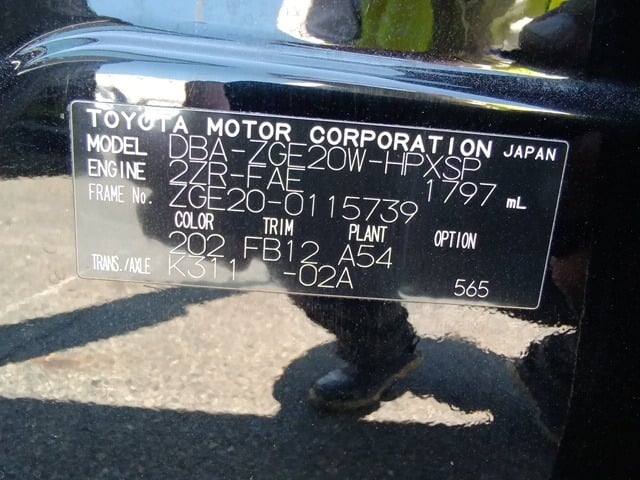 TOYOTA MOTOR CORPORATION JAPAN
MODEL DBA-ZGE20W-HPXSP
ENGINE 2ZR-FAE 1797 mL
FRAME No. ZGE20-0115739
COLOR TRIM PLANT OPTION
202 FB12 A54
TRANS./AXLE K311 -02A 565